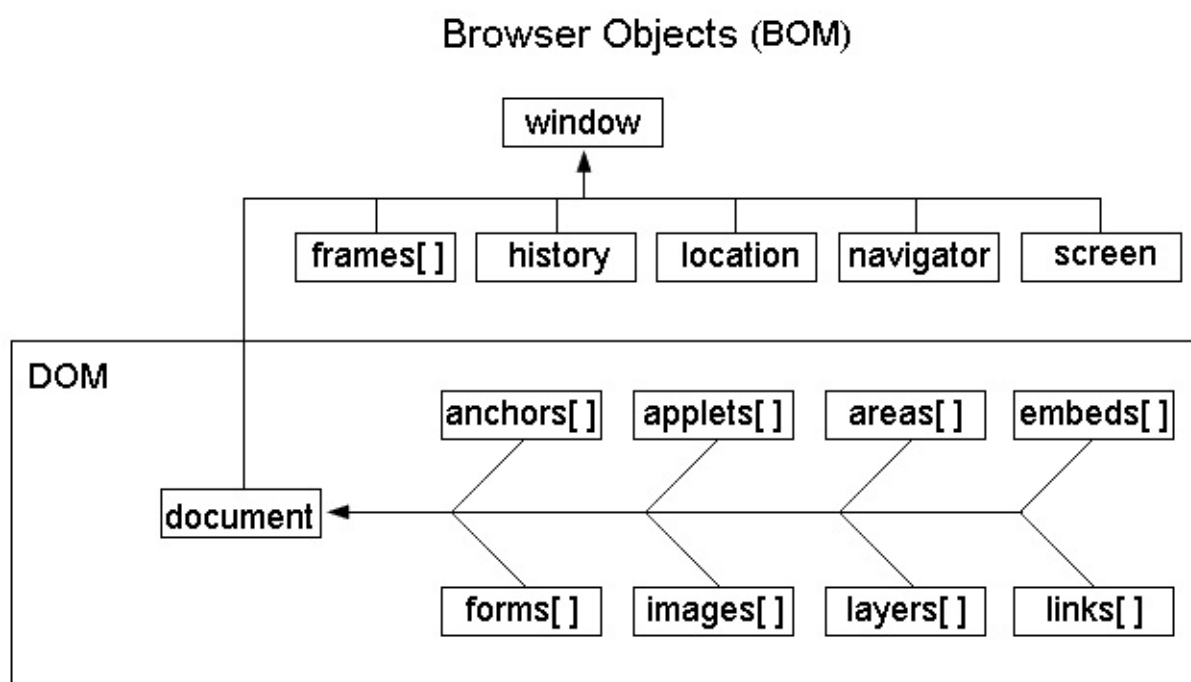 Browser Objects (BOM)
window
frames[ ]
history
location
navigator
screen
DOM
anchors[ ]
applets[ ]
areas[ ]
embeds[ ]
document
forms[ ]
images[ ]
layers[ ]
links[ ]